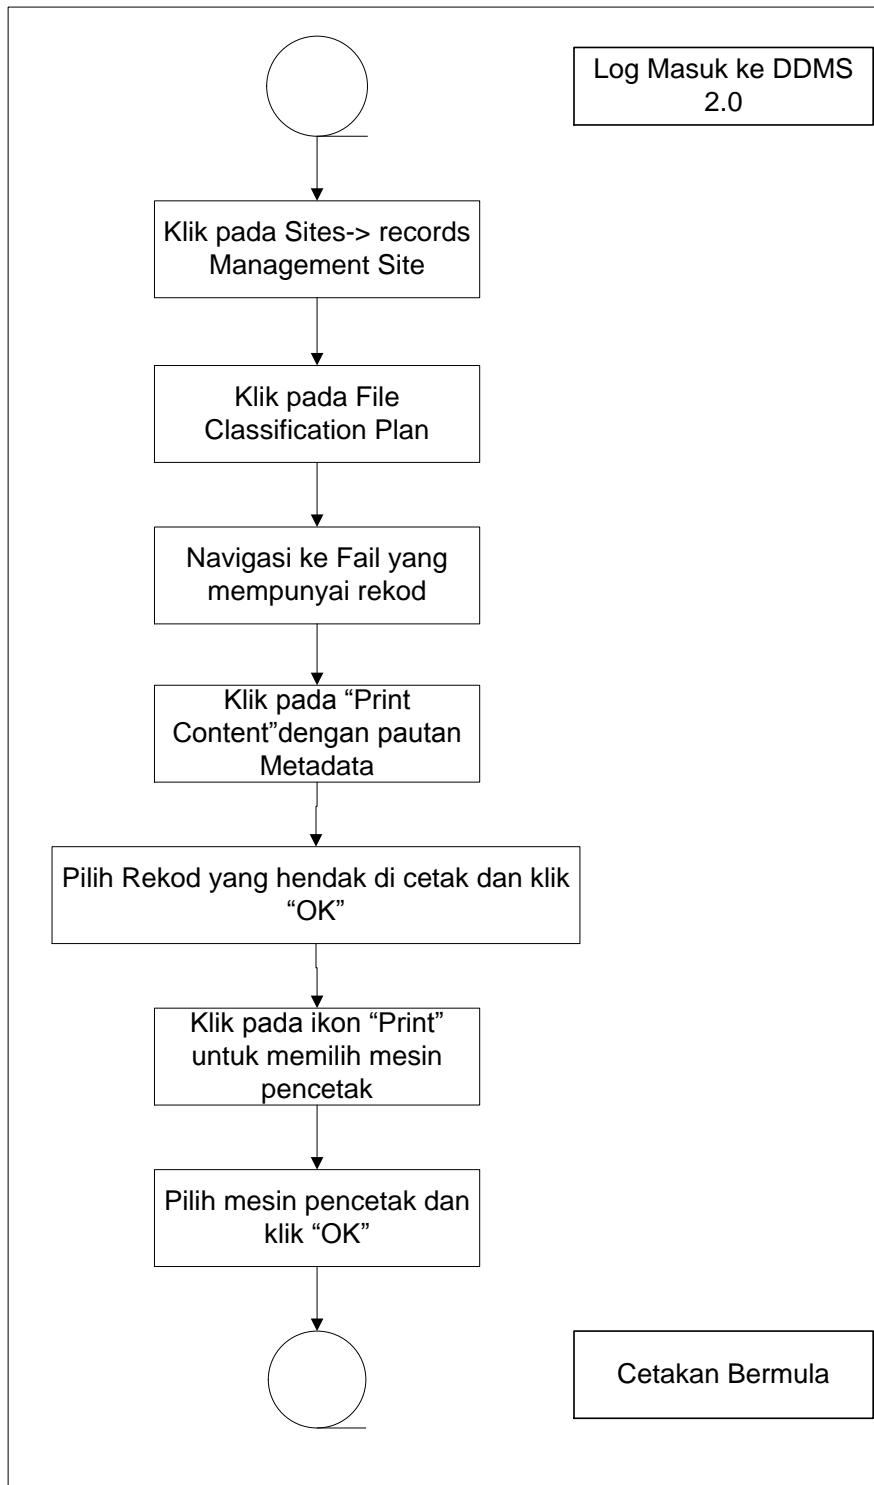 Log Masuk ke DDMS
2.0
Klik pada Sites-> records
Management Site
Klik pada File
Classification Plan
Navigasi ke Fail yang
mempunyai rekod
Klik pada “Print
Content”dengan pautan
Metadata
Pilih Rekod yang hendak di cetak dan klik
“OK”
Klik pada ikon “Print”
untuk memilih mesin
pencetak
Pilih mesin pencetak dan
klik “OK”
Cetakan Bermula